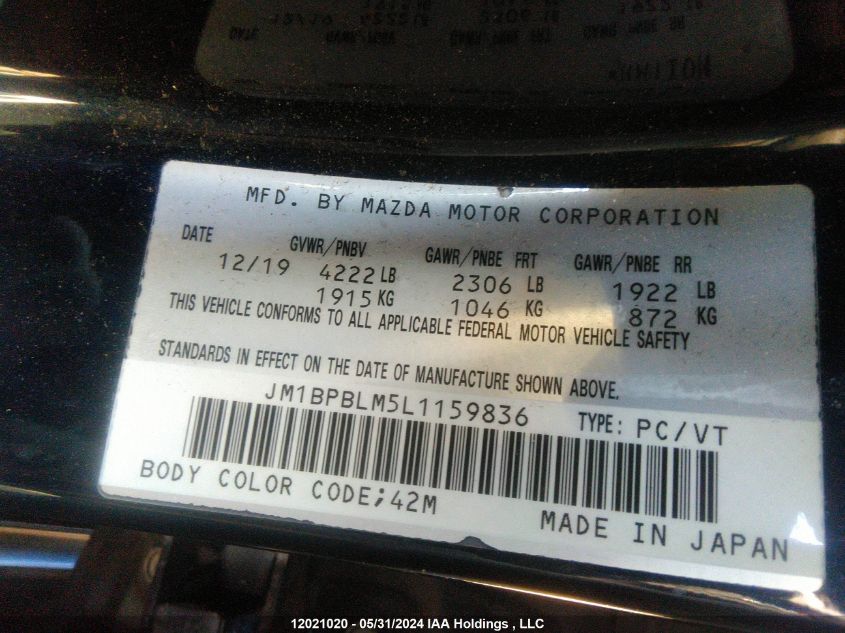 MFD. BY MAZDA MOTOR CORPORATION
DATE GVWR/PNBV GAWR/PNBE FRT GAWR/PNBE RR
12/19 4222 LB 2306 LB 1922 LB
1915 KG 1046 KG 872 KG
THIS VEHICLE CONFORMS TO ALL APPLICABLE FEDERAL MOTOR VEHICLE SAFETY
STANDARDS IN EFFECT ON THE DATE OF MANUFACTURE SHOWN ABOVE.
JM1BPBLM5L1159836 TYPE: PC/VT
BODY COLOR CODE;42M
MADE IN JAPAN
12021020 - 05/31/2024 IAA Holdings , LLC